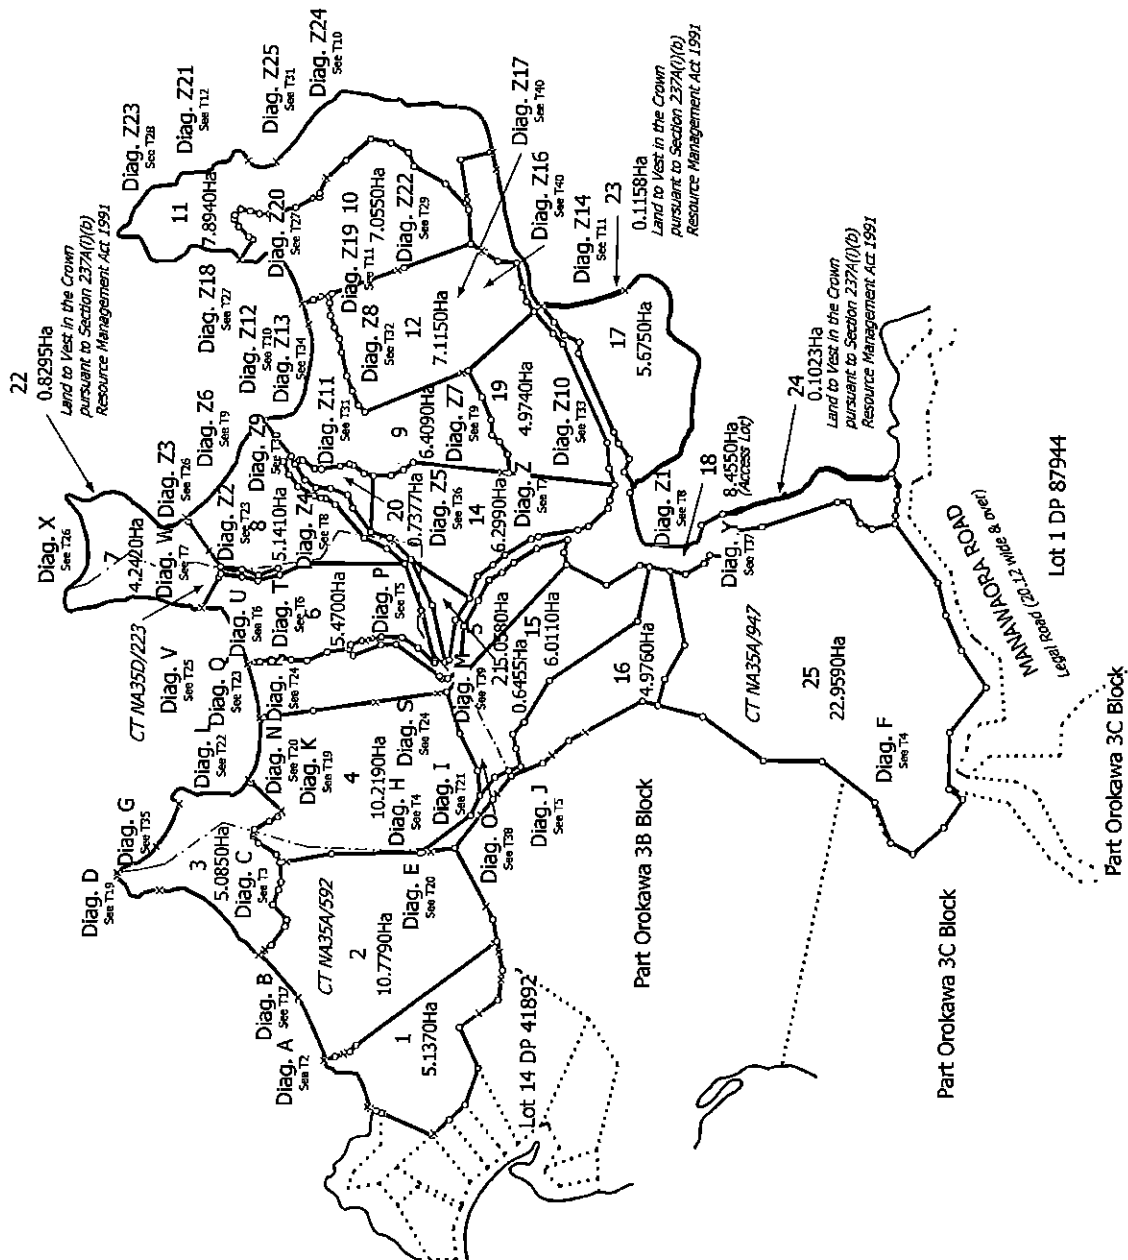 Diag. X
See T26
22
0.8295Ha
Land to Vest in the Crown
pursuant to Section 237A(i)(b)
Resource Management Act 1991
7
4.2420Ha
Diag. W
See T7
Diag. Z3
See T26
Diag. Z6
See T9
CT NA35D/223
Diag. V
See T25
Diag. U
See T6
Diag. T
See T6
Diag. Q
See T23
Diag. R
See T24
Diag. L
See T22
Diag. N
See T20
Diag. K
See T19
Diag. G
See T35
Diag. D
See T19
3
5.0850Ha
Diag. C
See T3
Diag. B
See T17
Diag. A
See T2
CT NA35A/592
2
10.7790Ha
1
5.1370Ha
Diag. E
See T20
4
10.2190Ha
Diag. H
See T4
Diag. I
See T21
Diag. S
See T24
Diag. O
See T38
Diag. J
See T5
Diag. M
See T39
Diag. P
See T5
6
5.4700Ha
8
5.1410Ha
Diag. Z2
See T23
Diag. Z4
See T8
Diag. Z9
See T30
Diag. Z11
See T31
20
0.7377Ha
Diag. Z5
See T36
14
6.2990Ha
9
6.4090Ha
Diag. Z7
See T9
19
4.9740Ha
Diag. Z10
See T33
Diag. Z
Diag. Z12
See T10
Diag. Z13
See T34
Diag. Z18
See T27
Diag. Z8
See T32
12
7.1150Ha
Diag. Z19
See T11
10
7.0550Ha
Diag. Z22
See T29
Diag. Z20
See T27
11
7.8940Ha
Diag. Z23
See T28
Diag. Z21
See T12
Diag. Z25
See T31
Diag. Z24
See T10
Diag. Z17
See T40
Diag. Z16
See T40
Diag. Z14
See T11
23
0.1158Ha
Land to Vest in the Crown
pursuant to Section 237A(i)(b)
Resource Management Act 1991
17
5.6750Ha
Diag. Z1
See T8
18
8.4550Ha
(Access Lot)
24
0.1023Ha
Land to Vest in the Crown
pursuant to Section 237A(i)(b)
Resource Management Act 1991
Diag. Y
See T37
21
0.6455Ha
15
6.0110Ha
16
4.9760Ha
CT NA35A/947
25
22.9590Ha
Diag. F
See T4
MANAWAORA ROAD
Legal Road (20.12 wide & over)
Lot 1 DP 87944
Lot 14 DP 41892
Part Orokawa 3B Block
Part Orokawa 3C Block
Part Orokawa 3C Block